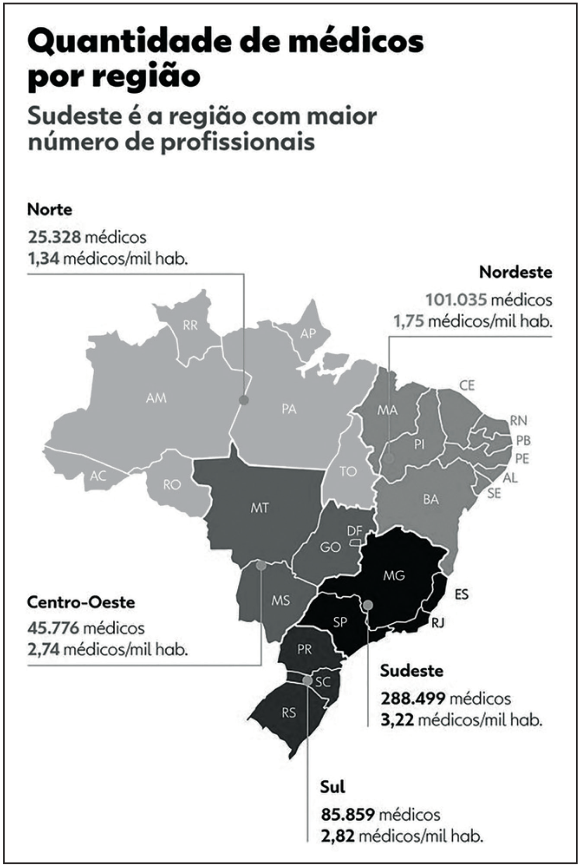 Quantidade de médicos
por região
Sudeste é a região com maior
número de profissionais
Norte
25.328 médicos
1,34 médicos/mil hab.
Nordeste
101.035 médicos
1,75 médicos/mil hab.
RR
AP
AM
PA
MA
CE
RN
PI
PB
PE
AL
SE
AC
RO
TO
BA
MT
DF
GO
MG
ES
MS
SP
RJ
Centro-Oeste
45.776 médicos
2,74 médicos/mil hab.
PR
SC
RS
Sudeste
288.499 médicos
3,22 médicos/mil hab.
Sul
85.859 médicos
2,82 médicos/mil hab.